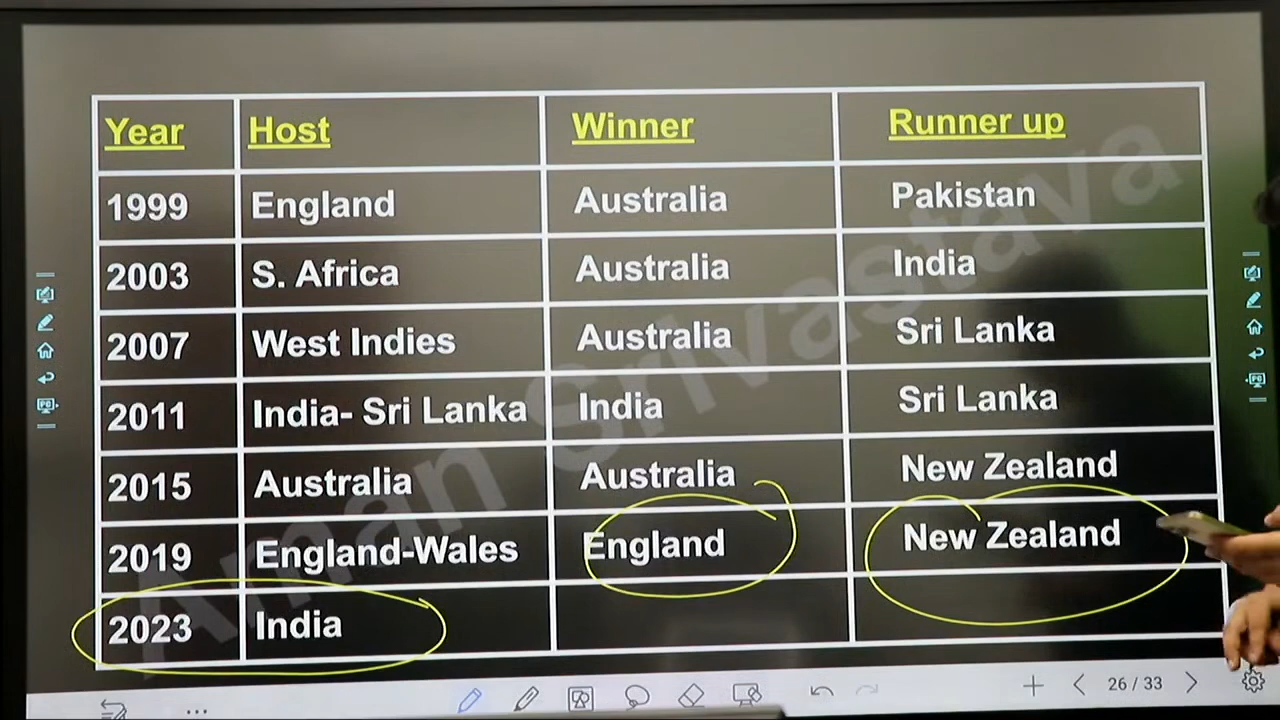 Year Host Winner Runner up
1999 England Australia Pakistan
2003 S. Africa Australia India
2007 West Indies Australia Sri Lanka
2011 India- Sri Lanka India Sri Lanka
2015 Australia Australia New Zealand
2019 England-Wales England New Zealand
2023 India
Aman Srivastava
26 / 33